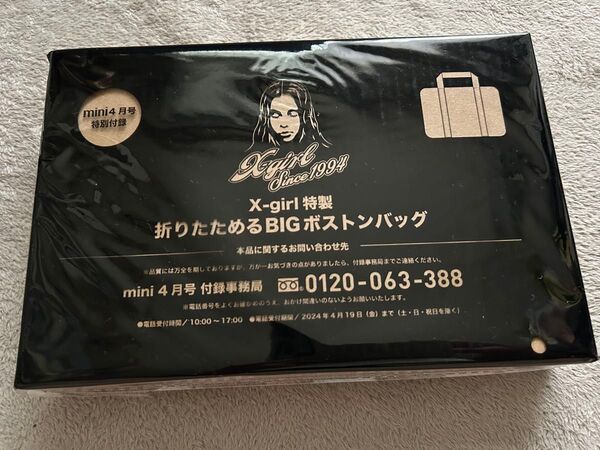 mini4月号
特別付録
X-girl
Since 1994
X-girl 特製
折りたためるBIGボストンバッグ
本品に関するお問い合わせ先
※品質には万全を期しておりますが、万が一お気づきの点がありましたら、付録事務局までご連絡ください。
mini 4月号 付録事務局 0120-063-388
※電話番号をよくお確かめのうえ、おかけ間違いのないようお願いいたします。
●電話受付時間/10:00〜17:00 ●電話受付期間/2024年4月19日(金)まで(土・日・祝日を除く)